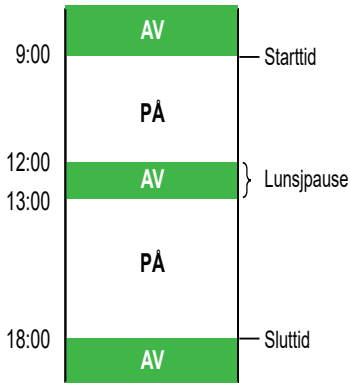 AV
9:00 Starttid
PÅ
12:00
AV Lunsjpause
13:00
PÅ
18:00 Sluttid
AV